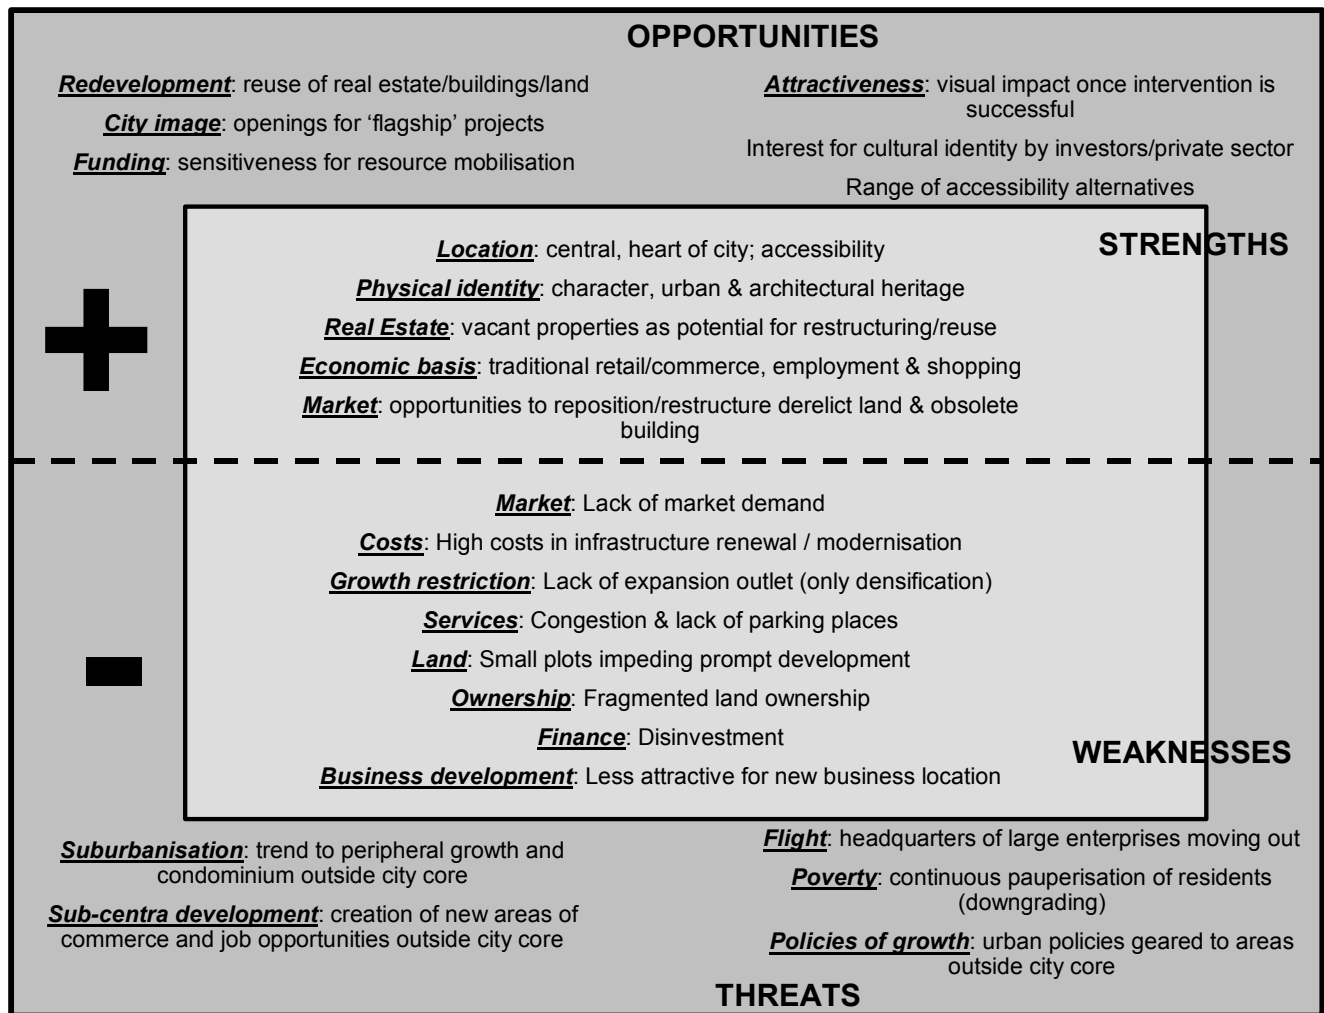 OPPORTUNITIES
Redevelopment: reuse of real estate/buildings/land
City image: openings for ‘flagship’ projects
Funding: sensitiveness for resource mobilisation
Attractiveness: visual impact once intervention is
successful
Interest for cultural identity by investors/private sector
Range of accessibility alternatives
STRENGTHS
Location: central, heart of city; accessibility
Physical identity: character, urban & architectural heritage
Real Estate: vacant properties as potential for restructuring/reuse
Economic basis: traditional retail/commerce, employment & shopping
Market: opportunities to reposition/restructure derelict land & obsolete
building
+
Market: Lack of market demand
Costs: High costs in infrastructure renewal / modernisation
Growth restriction: Lack of expansion outlet (only densification)
Services: Congestion & lack of parking places
Land: Small plots impeding prompt development
-
Ownership: Fragmented land ownership
Finance: Disinvestment
WEAKNESSES
Business development: Less attractive for new business location
Suburbanisation: trend to peripheral growth and
condominium outside city core
Sub-centra development: creation of new areas of
commerce and job opportunities outside city core
Flight: headquarters of large enterprises moving out
Poverty: continuous pauperisation of residents
(downgrading)
Policies of growth: urban policies geared to areas
outside city core
THREATS